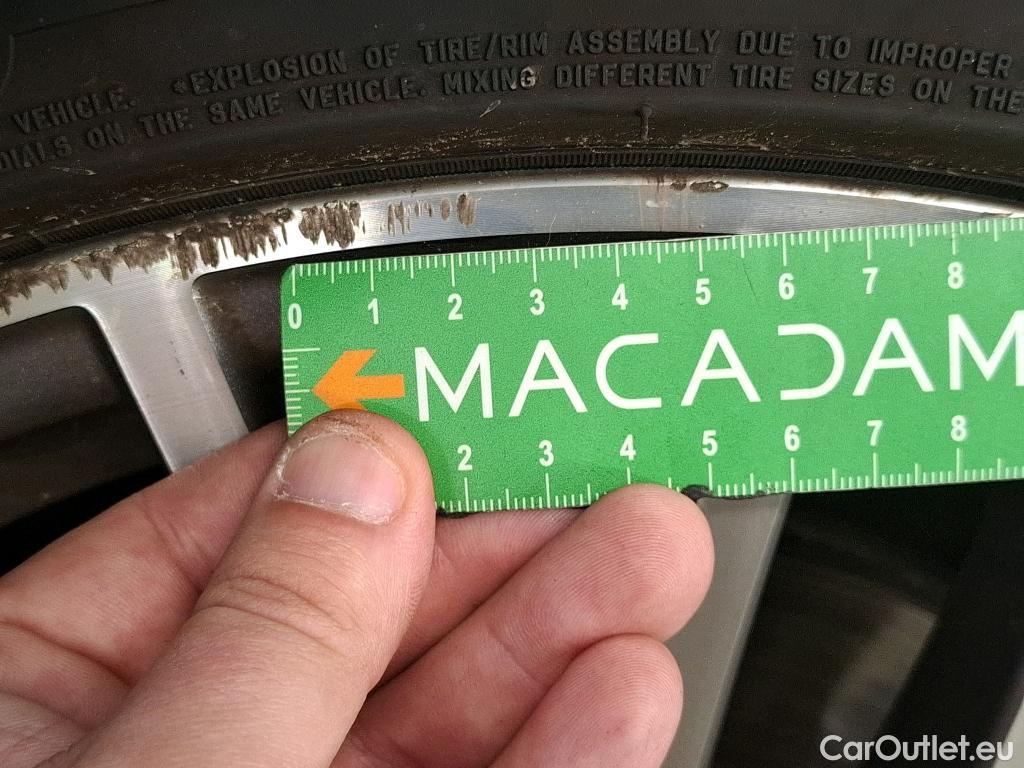 VEHICLE. *EXPLOSION OF TIRE/RIM ASSEMBLY DUE TO IMPROPER
ON THE SAME VEHICLE. MIXING DIFFERENT TIRE SIZES ON THE
0 1 2 3 4 5 6 7 8
MACADAM
2 3 4 5 6 7 8
CarOutlet.eu